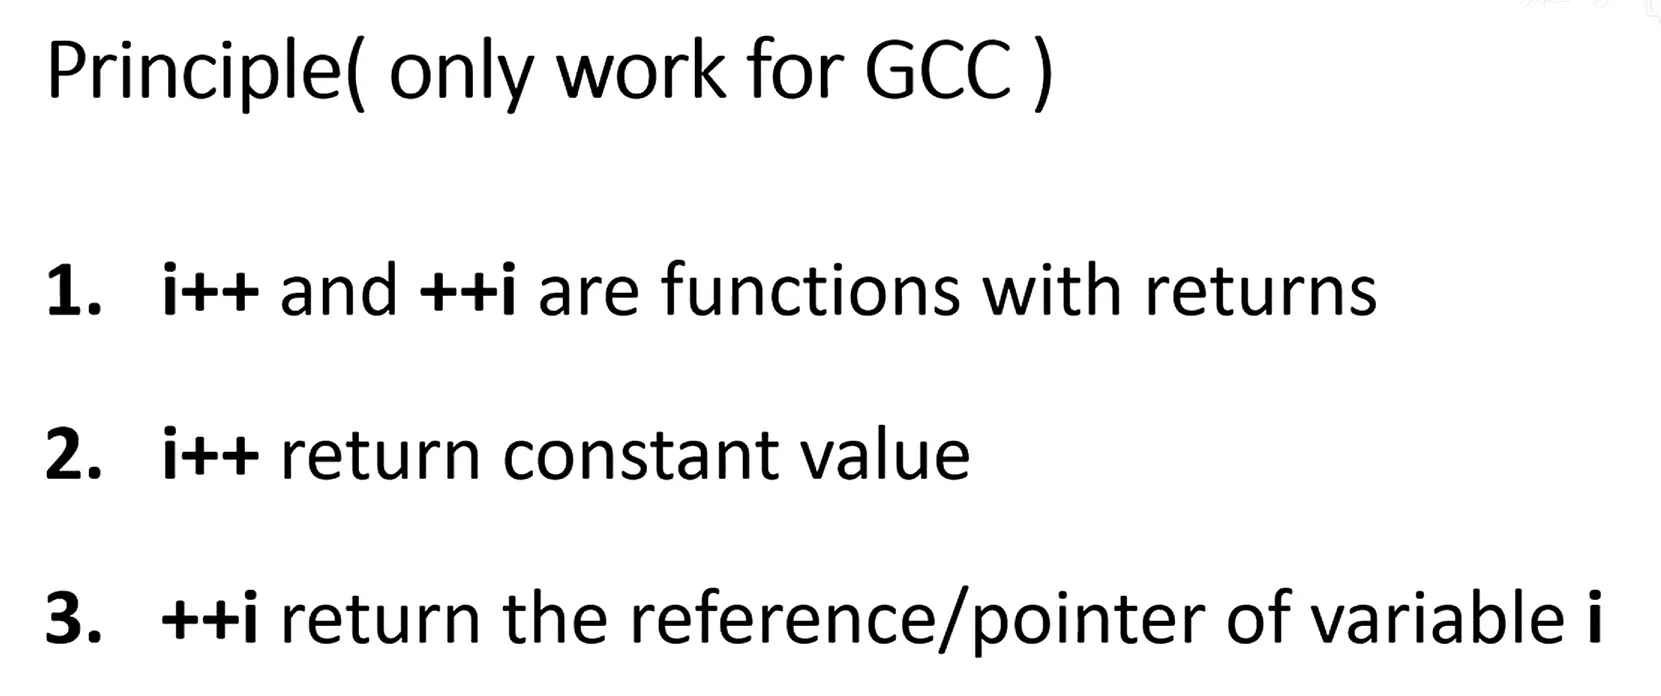 Principle( only work for GCC )
1. i++ and ++i are functions with returns
2. i++ return constant value
3. ++i return the reference/pointer of variable i